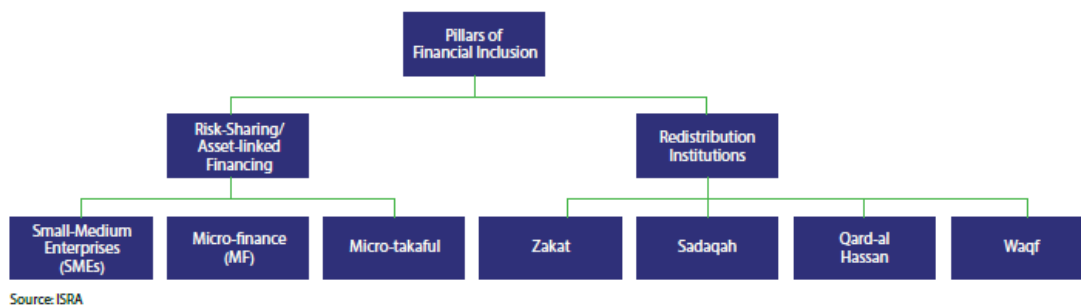 Pillars of
Financial Inclusion
Risk-Sharing/
Asset-linked
Financing
Redistribution
Institutions
Small-Medium
Enterprises
(SMEs)
Micro-finance
(MF)
Micro-takaful
Zakat
Sadaqah
Qard-al
Hassan
Waqf
Source: ISRA